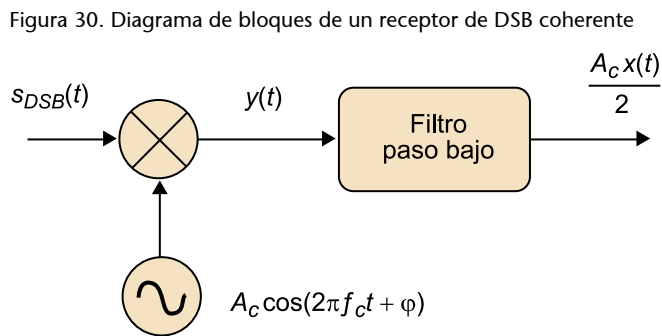 Figura 30. Diagrama de bloques de un receptor de DSB coherente
s_DSB(t)
y(t)
Filtro
paso bajo
A_c x(t)
2
A_c cos(2πf_c t + φ)